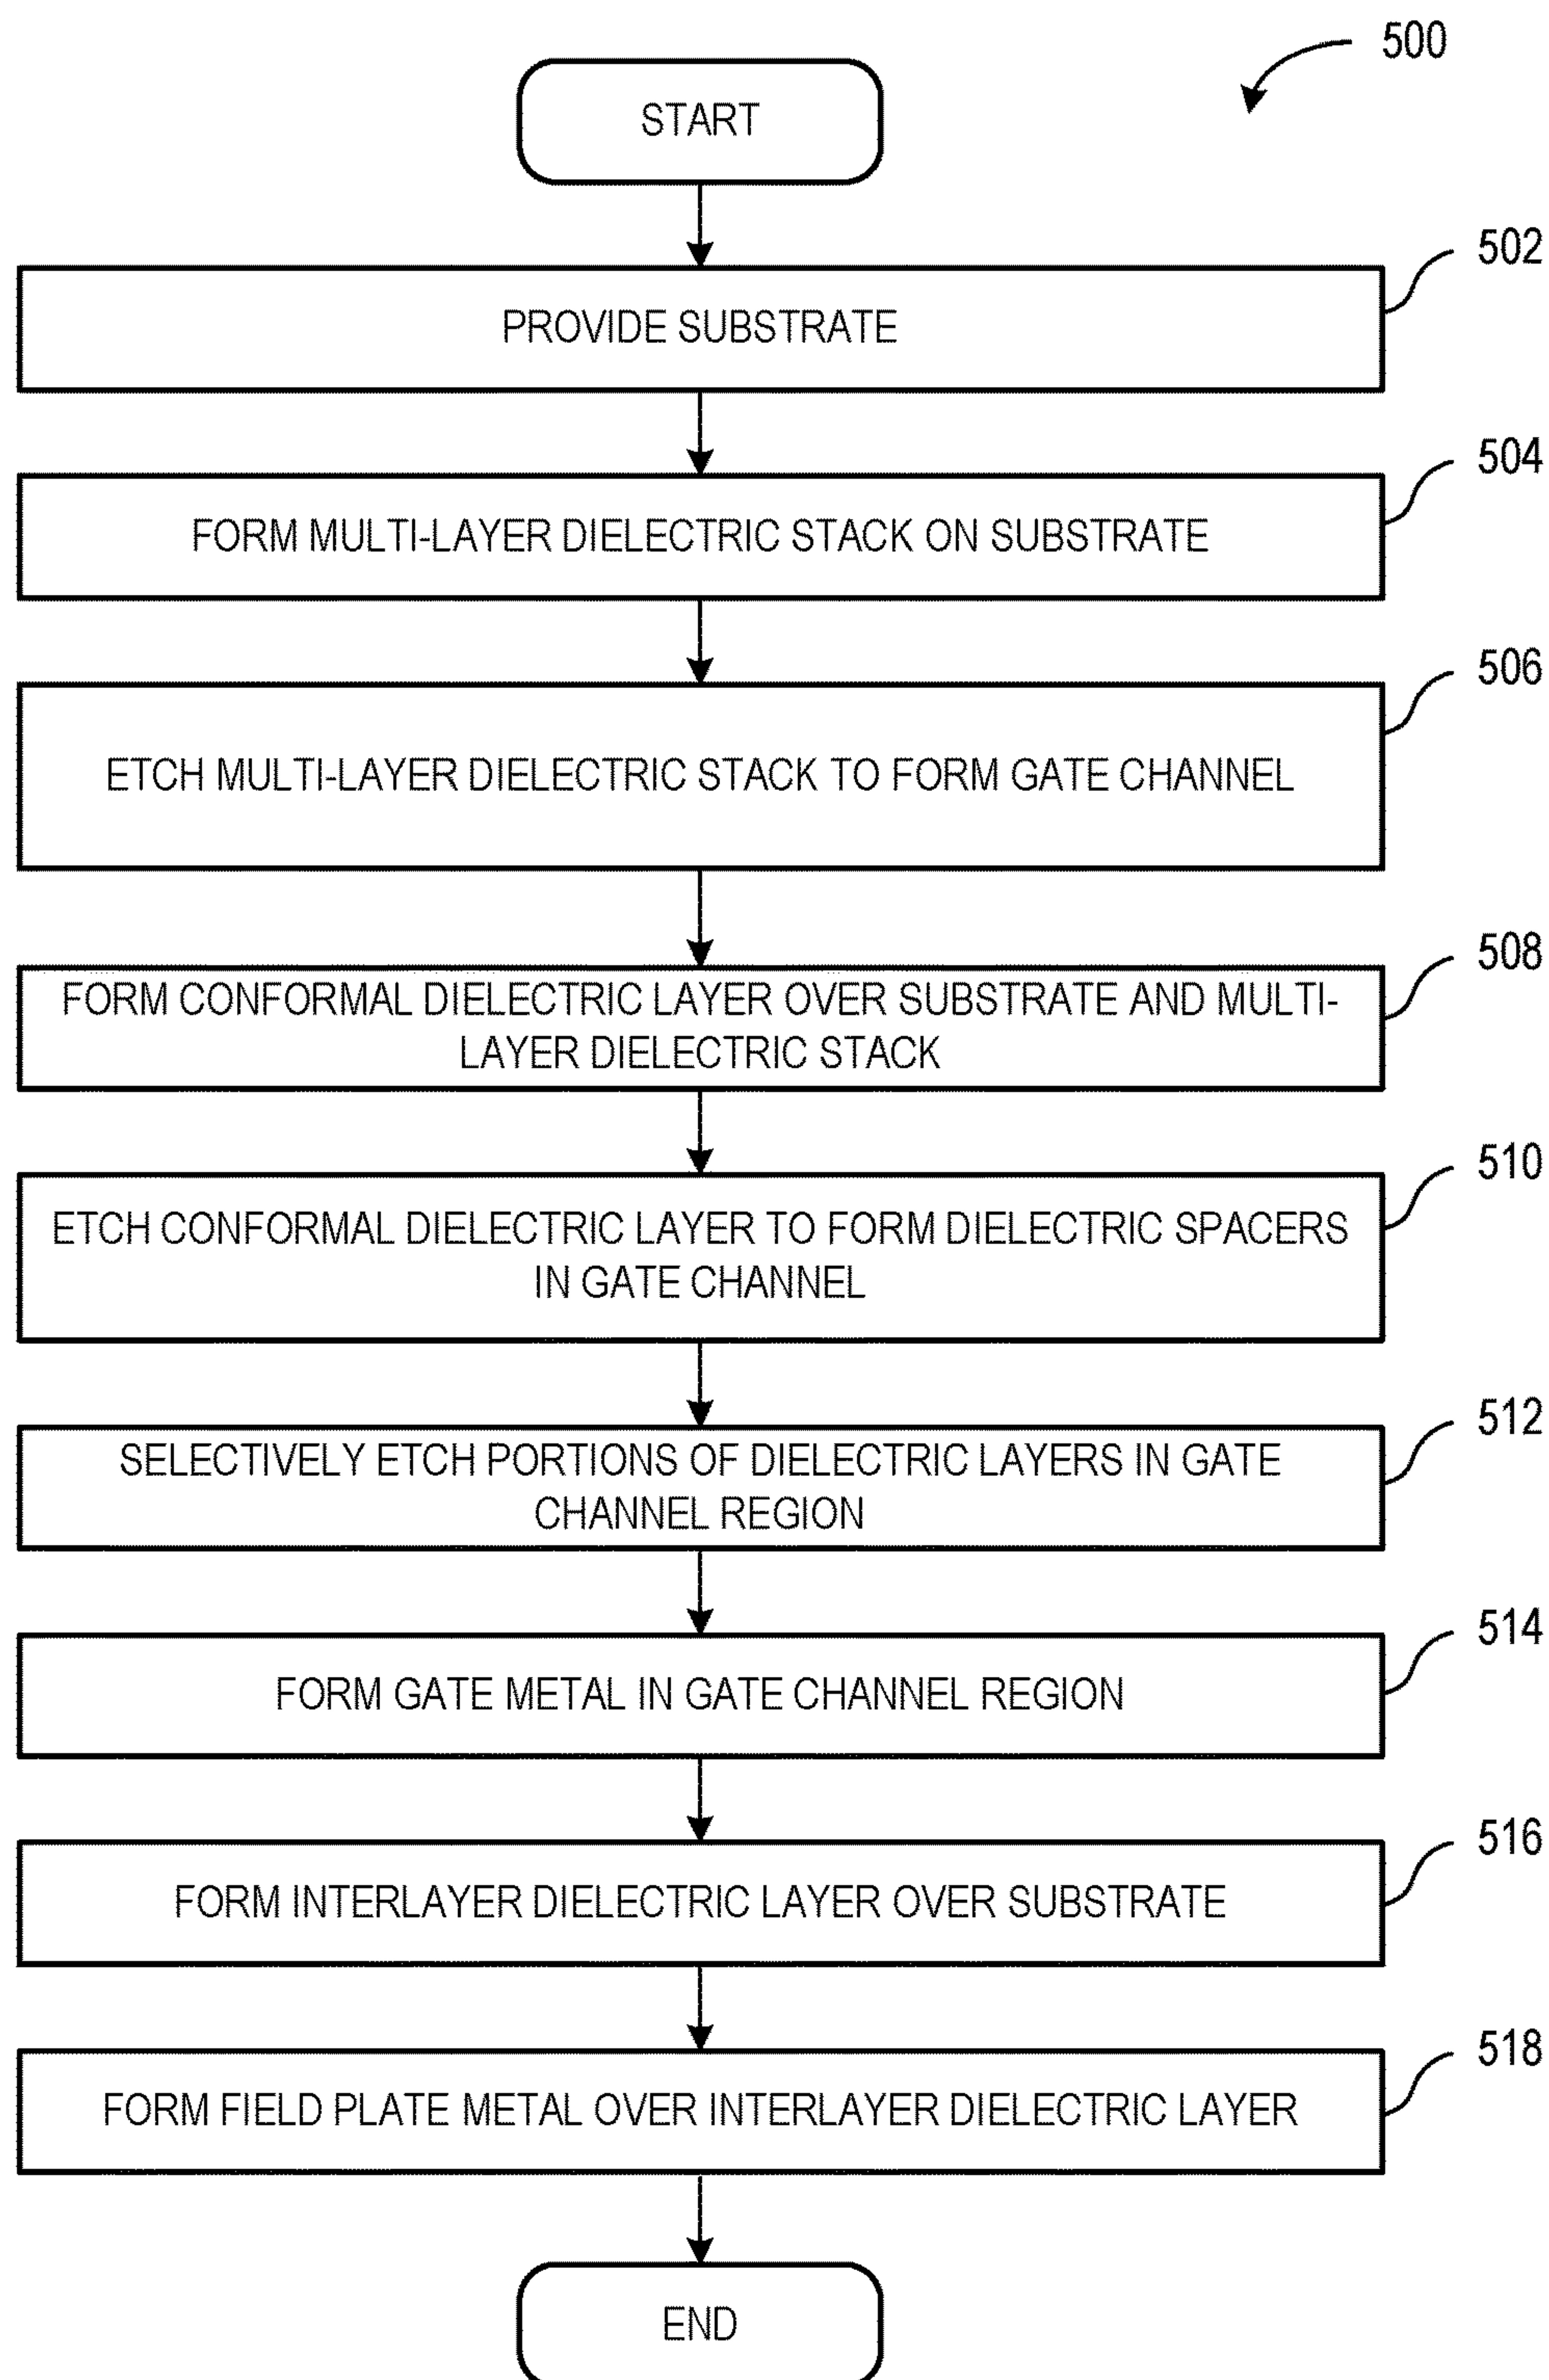 500
START
502
PROVIDE SUBSTRATE
504
FORM MULTI-LAYER DIELECTRIC STACK ON SUBSTRATE
506
ETCH MULTI-LAYER DIELECTRIC STACK TO FORM GATE CHANNEL
508
FORM CONFORMAL DIELECTRIC LAYER OVER SUBSTRATE AND MULTI-
LAYER DIELECTRIC STACK
510
ETCH CONFORMAL DIELECTRIC LAYER TO FORM DIELECTRIC SPACERS
IN GATE CHANNEL
512
SELECTIVELY ETCH PORTIONS OF DIELECTRIC LAYERS IN GATE
CHANNEL REGION
514
FORM GATE METAL IN GATE CHANNEL REGION
516
FORM INTERLAYER DIELECTRIC LAYER OVER SUBSTRATE
518
FORM FIELD PLATE METAL OVER INTERLAYER DIELECTRIC LAYER
END